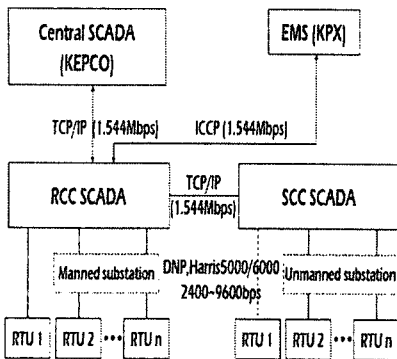 Central SCADA
(KEPCO)
EMS (KPX)
TCP/IP (1.544Mbps)
ICCP (1.544Mbps)
RCC SCADA
TCP/IP
(1.544Mbps)
SCC SCADA
Manned substation
DNP,Harris5000/6000
2400~9600bps
Unmanned substation
RTU 1
RTU 2
•••
RTU n
RTU 1
RTU 2
•••
RTU n